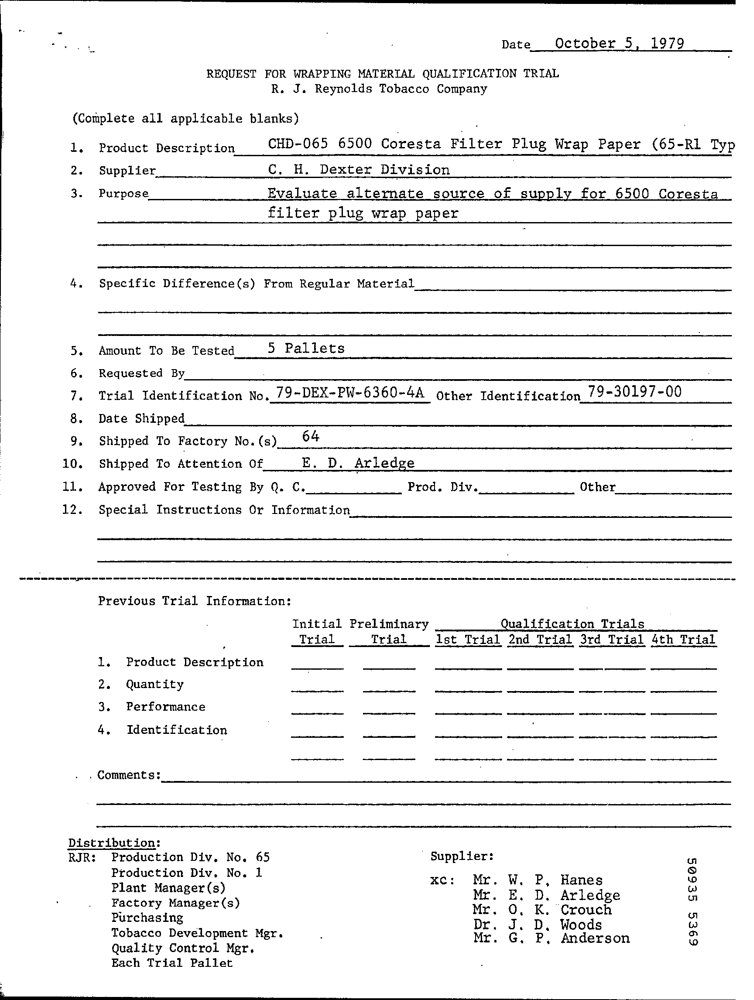 Date October 5, 1979
REQUEST FOR WRAPPING MATERIAL QUALIFICATION TRIAL
R. J. Reynolds Tobacco Company
(Complete all applicable blanks)
1. Product Description CHD-065 6500 Coresta Filter Plug Wrap Paper (65-R1 Typ
2. Supplier C. H. Dexter Division
3. Purpose Evaluate alternate source of supply for 6500 Coresta
filter plug wrap paper
4. Specific Difference(s) From Regular Material
5. Amount To Be Tested 5 Pallets
6. Requested By
7. Trial Identification No. 79-DEX-PW-6360-4A Other Identification 79-30197-00
8. Date Shipped
9. Shipped To Factory No.(s) 64
10. Shipped To Attention Of E. D. Arledge
11. Approved For Testing By Q. C. Prod. Div. Other
12. Special Instructions Or Information
Previous Trial Information:
Initial Preliminary Qualification Trials
Trial Trial 1st Trial 2nd Trial 3rd Trial 4th Trial
1. Product Description
2. Quantity
3. Performance
4. Identification
Comments:
Distribution:
RJR: Production Div. No. 65
Production Div. No. 1
Plant Manager(s)
Factory Manager(s)
Purchasing
Tobacco Development Mgr.
Quality Control Mgr.
Each Trial Pallet
Supplier:
xc: Mr. W. P. Hanes
Mr. E. D. Arledge
Mr. O. K. Crouch
Dr. J. D. Woods
Mr. G. P. Anderson
50935 5369